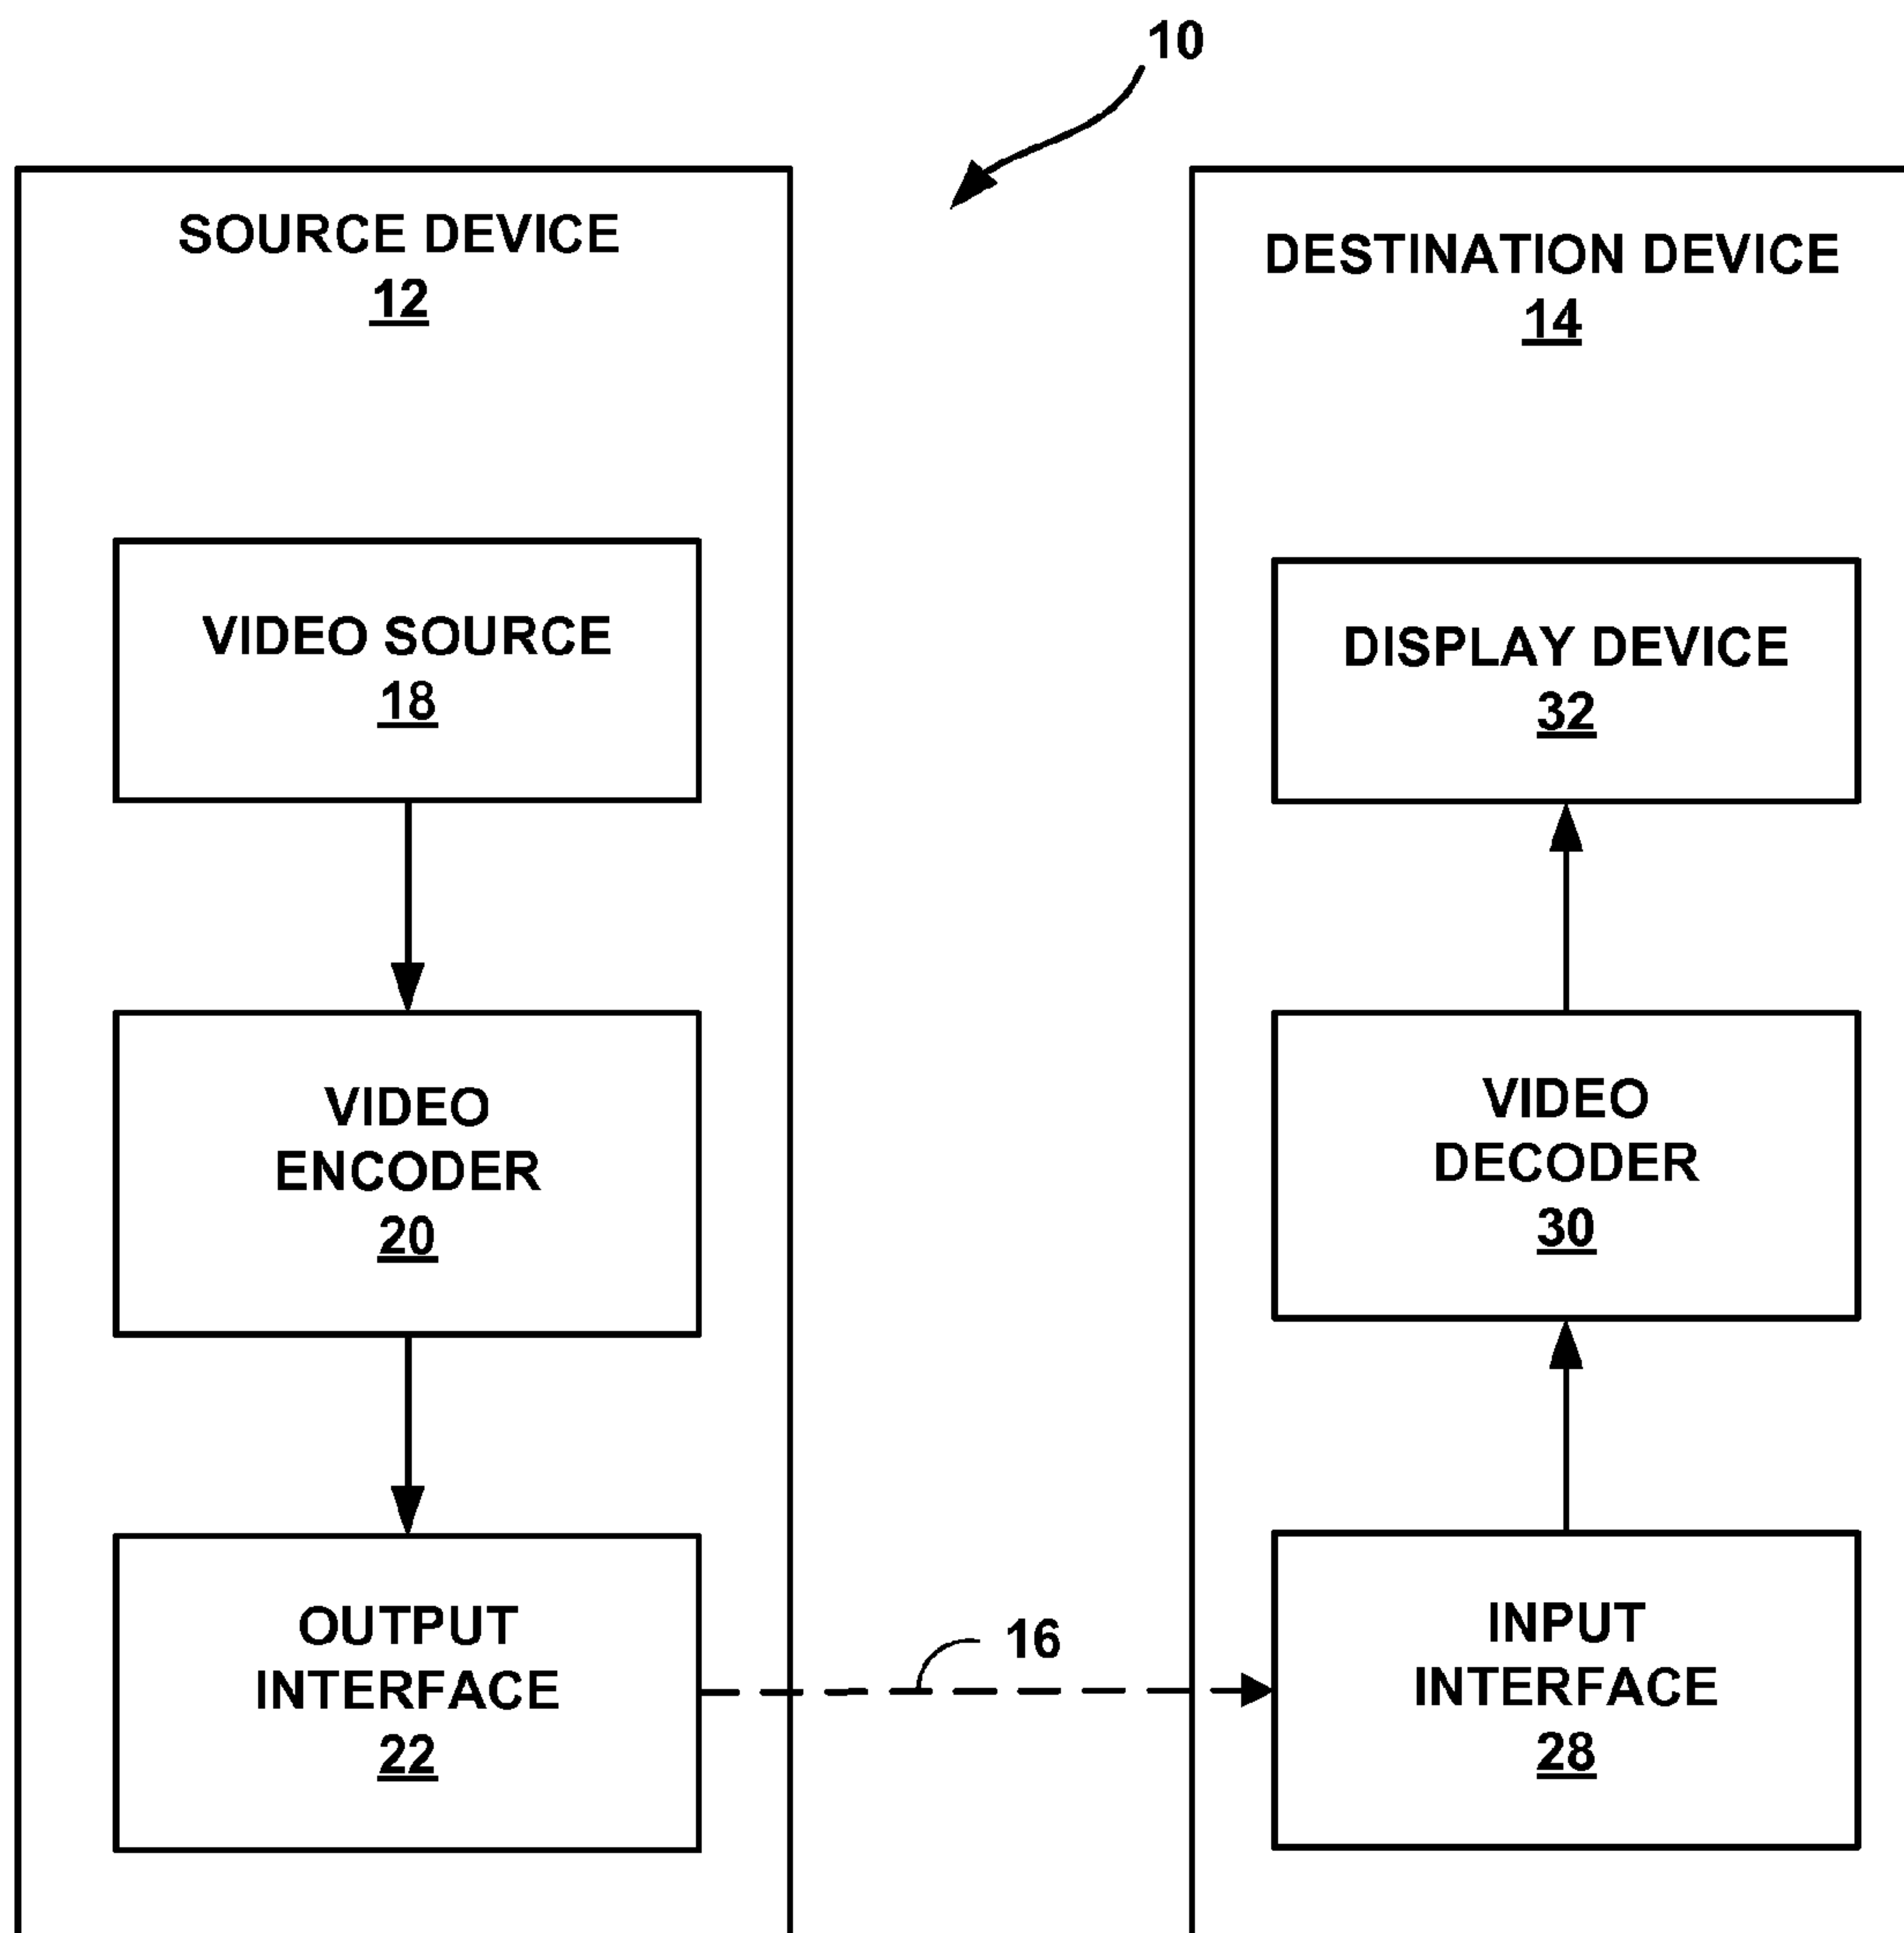 10
SOURCE DEVICE
12
VIDEO SOURCE
18
VIDEO
ENCODER
20
OUTPUT
INTERFACE
22
16
DESTINATION DEVICE
14
DISPLAY DEVICE
32
VIDEO
DECODER
30
INPUT
INTERFACE
28